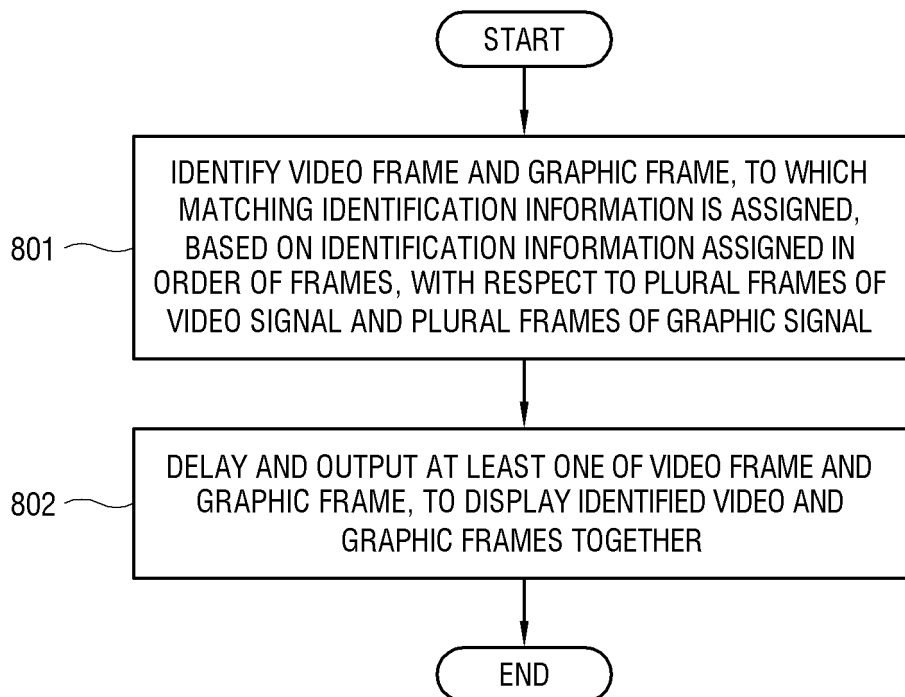 START
IDENTIFY VIDEO FRAME AND GRAPHIC FRAME, TO WHICH
MATCHING IDENTIFICATION INFORMATION IS ASSIGNED,
801
BASED ON IDENTIFICATION INFORMATION ASSIGNED IN
ORDER OF FRAMES, WITH RESPECT TO PLURAL FRAMES OF
VIDEO SIGNAL AND PLURAL FRAMES OF GRAPHIC SIGNAL
DELAY AND OUTPUT AT LEAST ONE OF VIDEO FRAME AND
802
GRAPHIC FRAME, TO DISPLAY IDENTIFIED VIDEO AND
GRAPHIC FRAMES TOGETHER
END